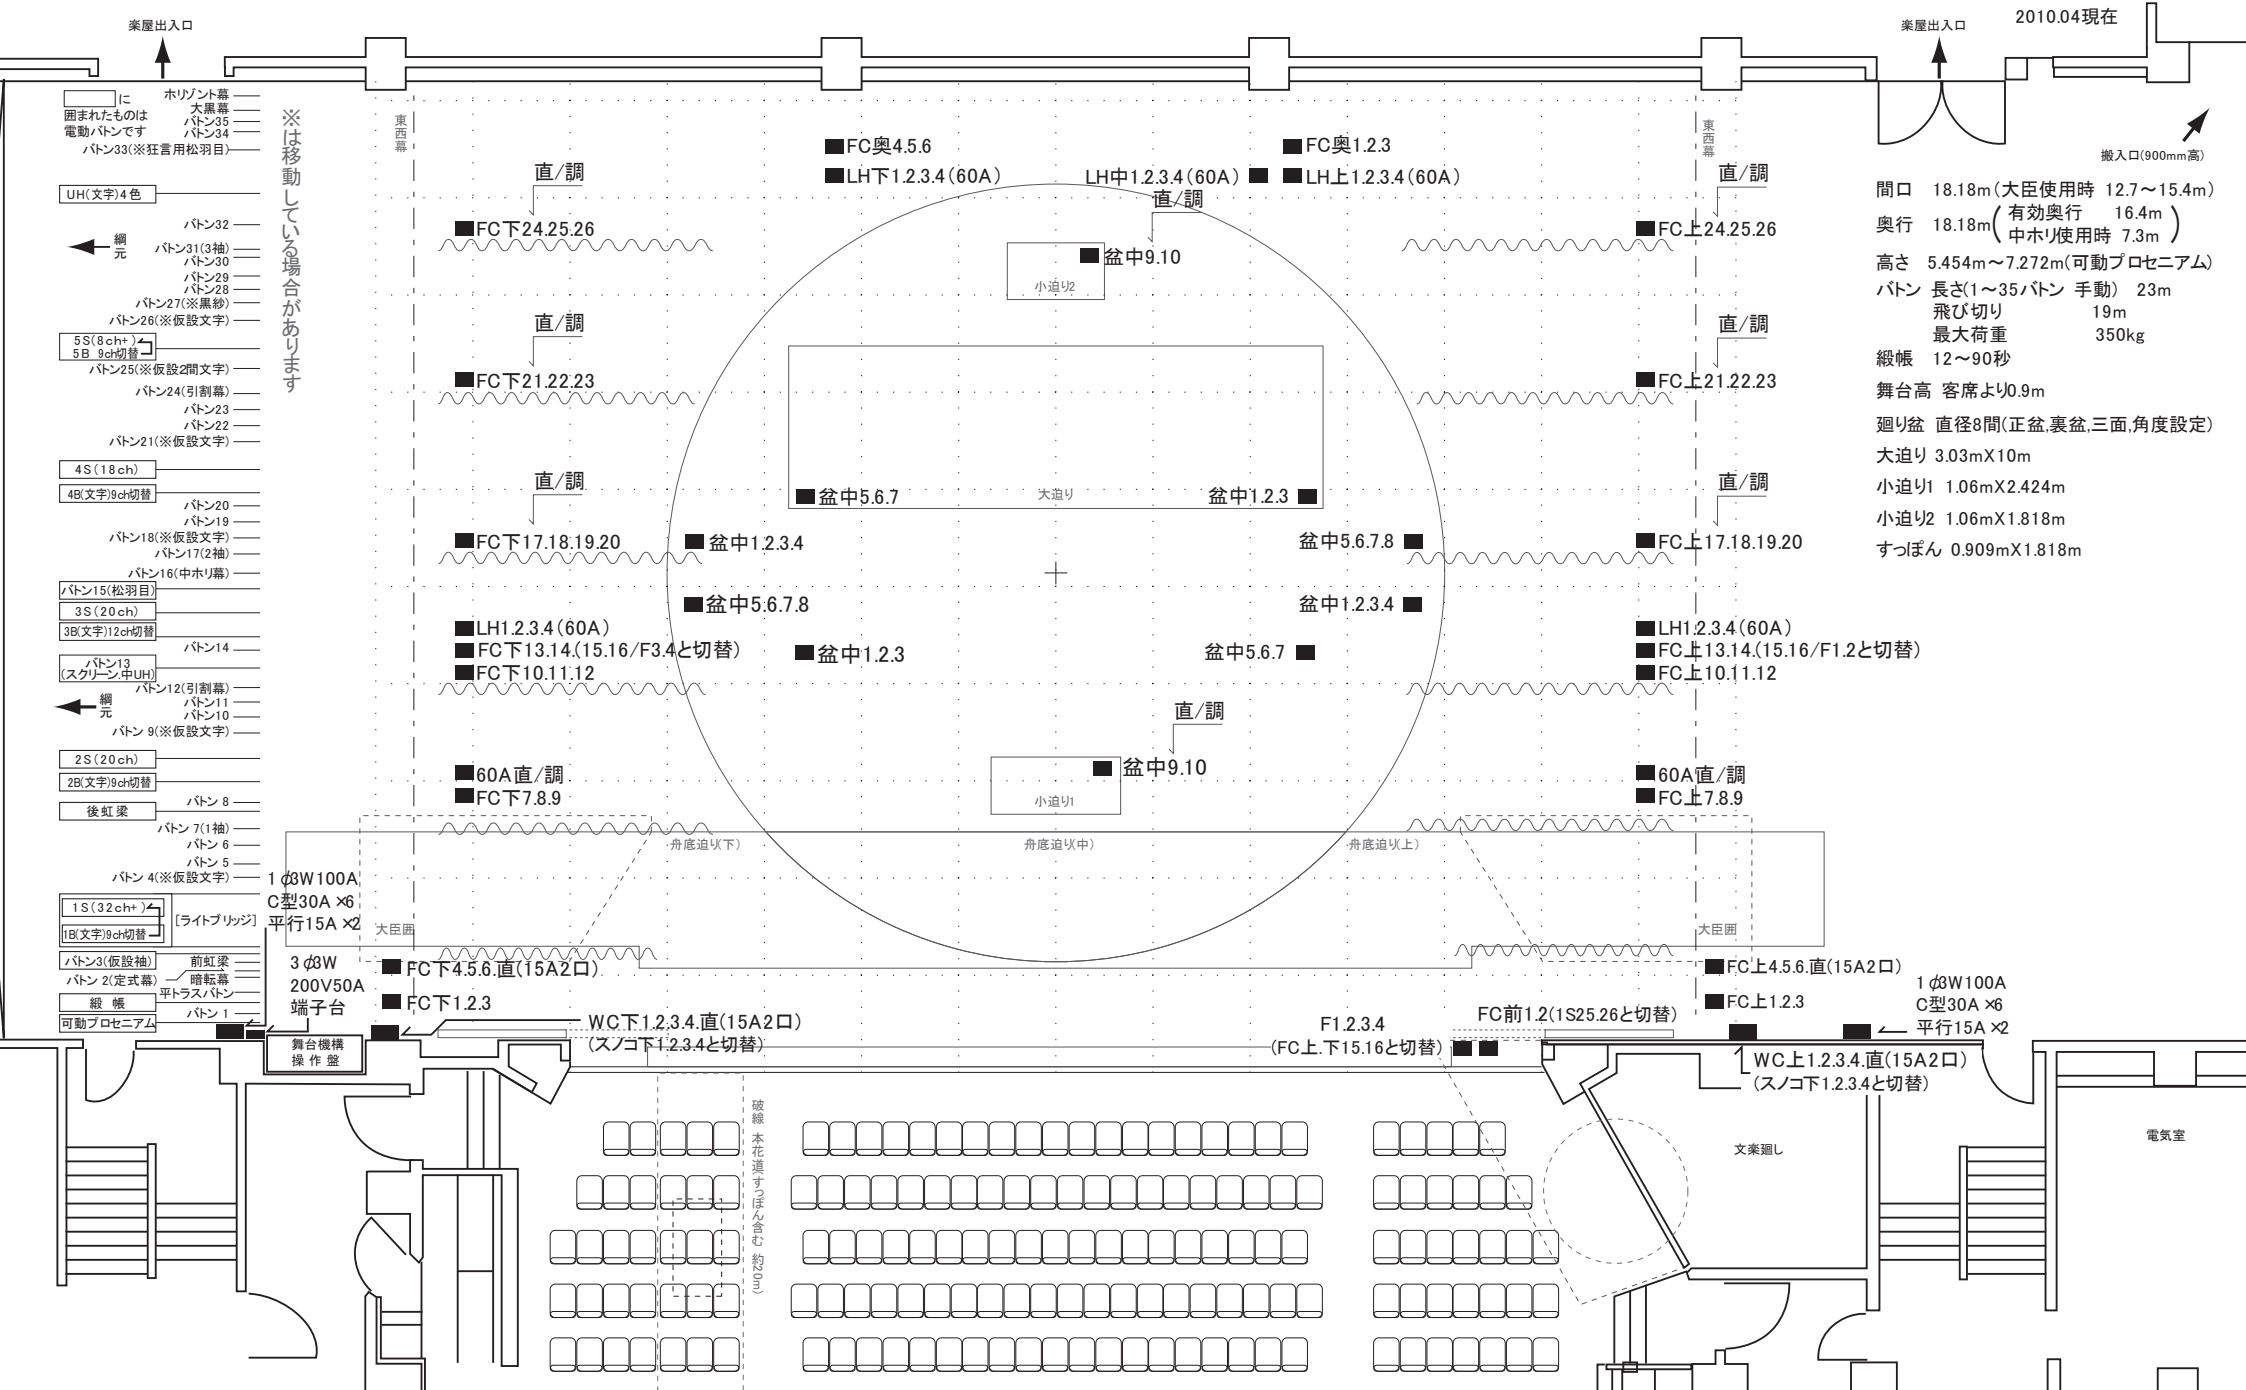 楽屋出入口
楽屋出入口
2010.04現在
に
囲まれたものは
電動バトンです
ホリゾント幕
大黒幕
バトン35
バトン34
バトン33(※狂言用松羽目)
UH(文字)4色
バトン32
綱元
バトン31(3袖)
バトン30
バトン29
バトン28
バトン27(※黒紗)
バトン26(※仮設文字)
5S(8ch+)
5B 9ch切替
バトン25(※仮設2間文字)
バトン24(引割幕)
バトン23
バトン22
バトン21(※仮設文字)
4S(18ch)
4B(文字)9ch切替
バトン20
バトン19
バトン18(※仮設文字)
バトン17(2袖)
バトン16(中ホリ幕)
バトン15(松羽目)
3S(20ch)
3B(文字)12ch切替
バトン14
バトン13
(スクリーン,中UH)
バトン12(引割幕)
バトン11
綱元
バトン10
バトン 9(※仮設文字)
2S(20ch)
2B(文字)9ch切替
バトン 8
後虹梁
バトン 7(1袖)
バトン 6
バトン 5
バトン 4(※仮設文字)
1S(32ch+)
[ライトブリッジ]
1B(文字)9ch切替
バトン3(仮設袖)
前虹梁
バトン 2(定式幕)
暗転幕
平トラスバトン
緞 帳
バトン 1
可動プロセニアム
※は移動している場合があります
東西幕
東西幕
FC奥4.5.6
FC奥1.2.3
LH下1.2.3.4(60A)
LH中1.2.3.4(60A)
LH上1.2.3.4(60A)
直/調
直/調
直/調
FC下24.25.26
FC上24.25.26
盆中9.10
小迫り2
直/調
直/調
FC下21.22.23
FC上21.22.23
直/調
直/調
盆中5.6.7
大迫り
盆中1.2.3
FC下17.18.19.20
盆中1.2.3.4
盆中5.6.7.8
FC上17.18.19.20
盆中5.6.7.8
盆中1.2.3.4
LH1.2.3.4(60A)
LH1.2.3.4(60A)
FC下13.14.(15.16/F3.4と切替)
盆中1.2.3
盆中5.6.7
FC上13.14.(15.16/F1.2と切替)
FC下10.11.12
FC上10.11.12
直/調
盆中9.10
小迫り1
60A直/調
60A直/調
FC下7.8.9
FC上7.8.9
舟底迫り(下)
舟底迫り(中)
舟底迫り(上)
1φ3W100A
C型30A×6
平行15A×2
大臣囲
大臣囲
3φ3W
200V50A
端子台
FC下4.5.6.直(15A2口)
FC下1.2.3
FC上4.5.6.直(15A2口)
FC上1.2.3
1φ3W100A
C型30A×6
平行15A×2
舞台機構
操作盤
WC下1.2.3.4.直(15A2口)
(スノコ下1.2.3.4と切替)
F1.2.3.4
(FC上.下15.16と切替)
FC前1.2(1S25.26と切替)
WC上1.2.3.4.直(15A2口)
(スノコ下1.2.3.4と切替)
搬入口(900mm高)
間口 18.18m(大臣使用時 12.7～15.4m)
奥行 18.18m(有効奥行 16.4m
中ホリ使用時 7.3m)
高さ 5.454m～7.272m(可動プロセニアム)
バトン 長さ(1～35バトン 手動) 23m
飛び切り 19m
最大荷重 350kg
緞帳 12～90秒
舞台高 客席より0.9m
廻り盆 直径8間(正盆,裏盆,三面,角度設定)
大迫り 3.03mX10m
小迫り1 1.06mX2.424m
小迫り2 1.06mX1.818m
すっぽん 0.909mX1.818m
破線 本花道(すっぽん含む 約20m)
文楽廻し
電気室